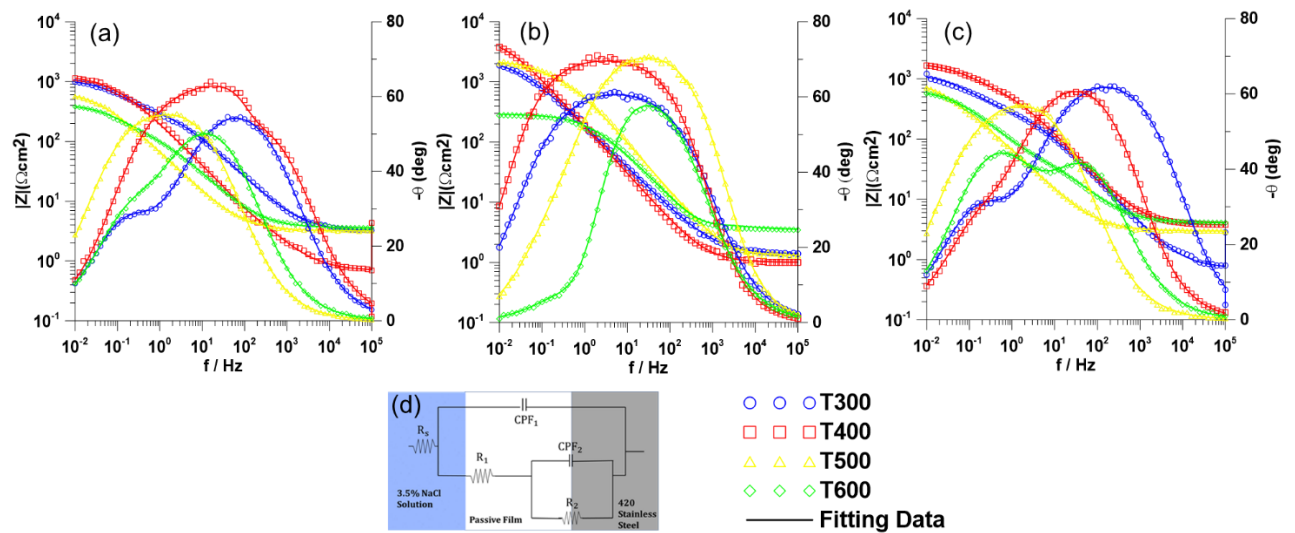 (a)
(b)
(c)
10⁴ 10³ 10² 10¹ 10⁰ 10⁻¹
|Z|(Ωcm2)
80 60 40 20 0
-θ (deg)
10⁻² 10⁻¹ 10⁰ 10¹ 10² 10³ 10⁴ 10⁵
f / Hz
10⁴ 10³ 10² 10¹ 10⁰ 10⁻¹
|Z|(Ωcm2)
80 60 40 20 0
-θ (deg)
10⁻² 10⁻¹ 10⁰ 10¹ 10² 10³ 10⁴ 10⁵
f / Hz
10⁴ 10³ 10² 10¹ 10⁰ 10⁻¹
|Z|(Ωcm2)
80 60 40 20 0
-θ (deg)
10⁻² 10⁻¹ 10⁰ 10¹ 10² 10³ 10⁴ 10⁵
f / Hz
(d)
CPF₁
Rₛ
R₁
CPF₂
R₂
3.5% NaCl
Solution
Passive Film
420
Stainless
Steel
T300
T400
T500
T600
Fitting Data